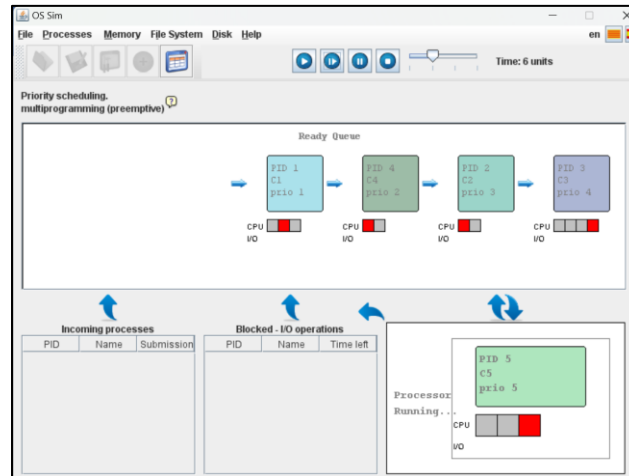 OS Sim
File Processes Memory File System Disk Help
en
Time: 6 units
Priority scheduling.
multiprogramming (preemptive)
Ready Queue
PID 1
C1
prio 1
PID 4
C4
prio 2
PID 2
C2
prio 3
PID 3
C3
prio 4
CPU
I/O
CPU
I/O
CPU
I/O
CPU
I/O
Incoming processes
PID Name Submission
Blocked - I/O operations
PID Name Time left
Processor
Running...
PID 5
C5
prio 5
CPU
I/O